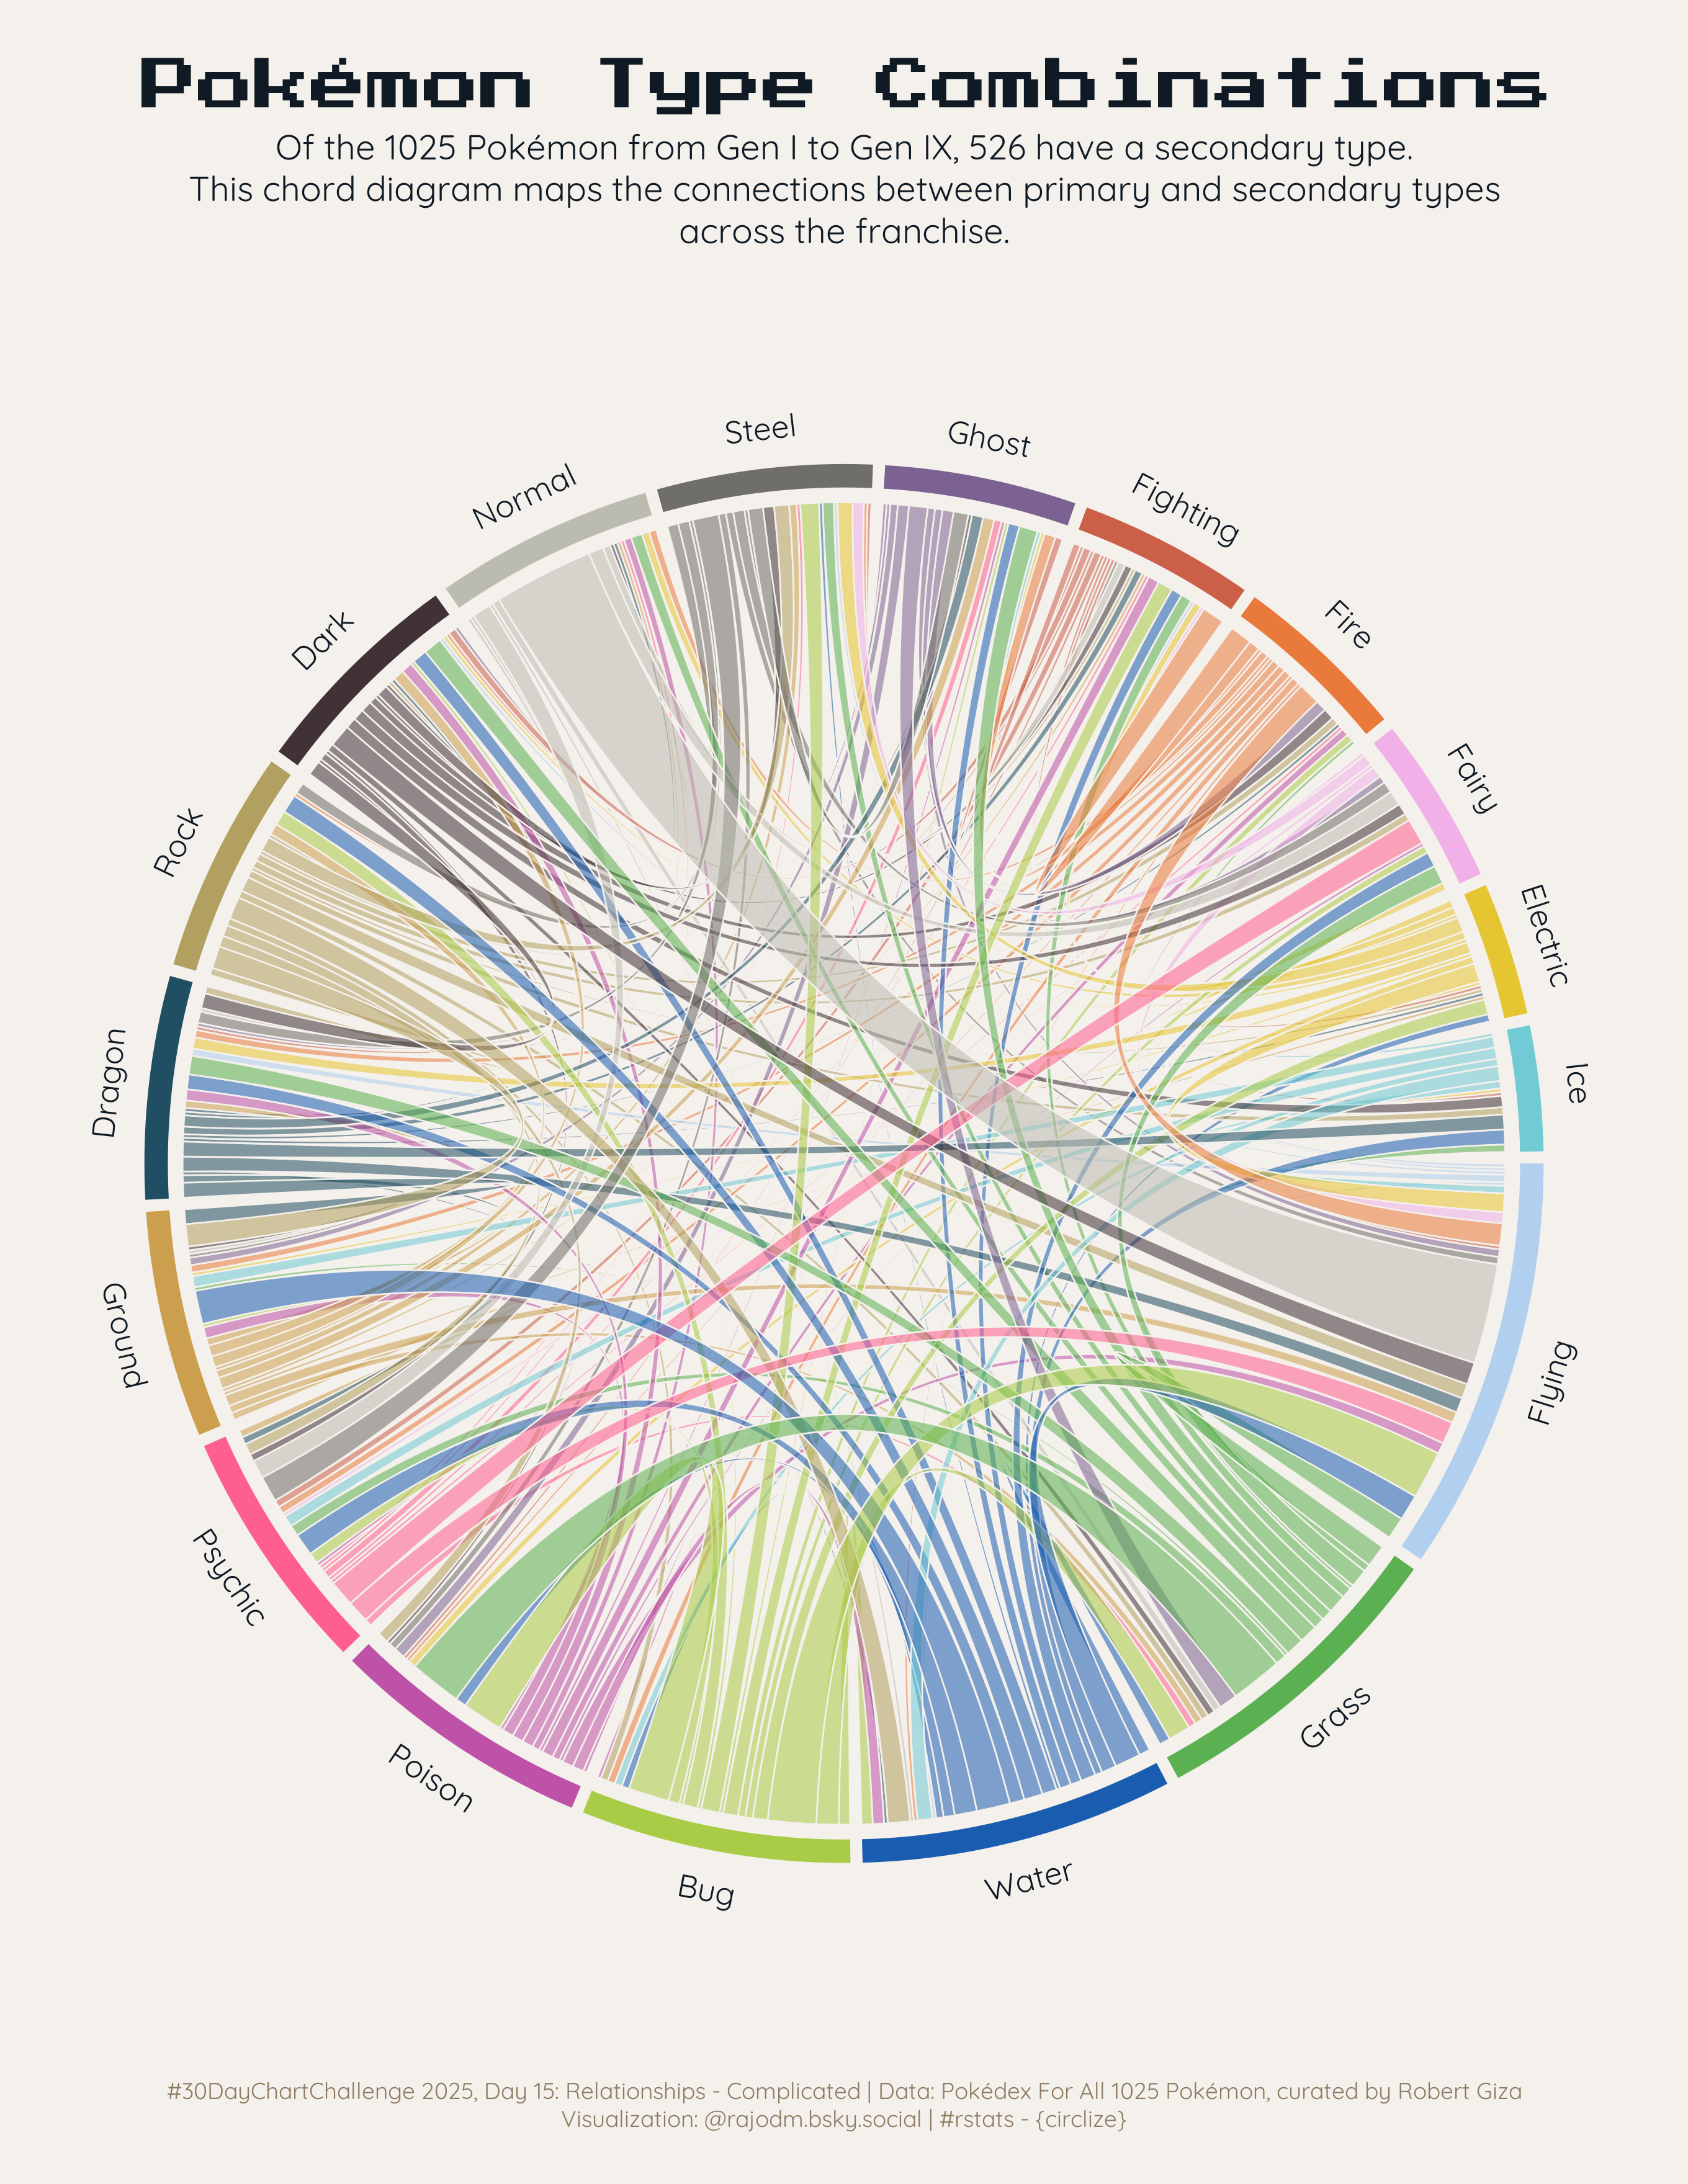 Pokémon Type Combinations
Of the 1025 Pokémon from Gen I to Gen IX, 526 have a secondary type.
This chord diagram maps the connections between primary and secondary types
across the franchise.
Steel
Ghost
Normal
Fighting
Dark
Fire
Rock
Fairy
Electric
Dragon
Ice
Ground
Flying
Psychic
Grass
Poison
Bug
Water
#30DayChartChallenge 2025, Day 15: Relationships - Complicated | Data: Pokédex For All 1025 Pokémon, curated by Robert Giza
Visualization: @rajodm.bsky.social | #rstats - {circlize}